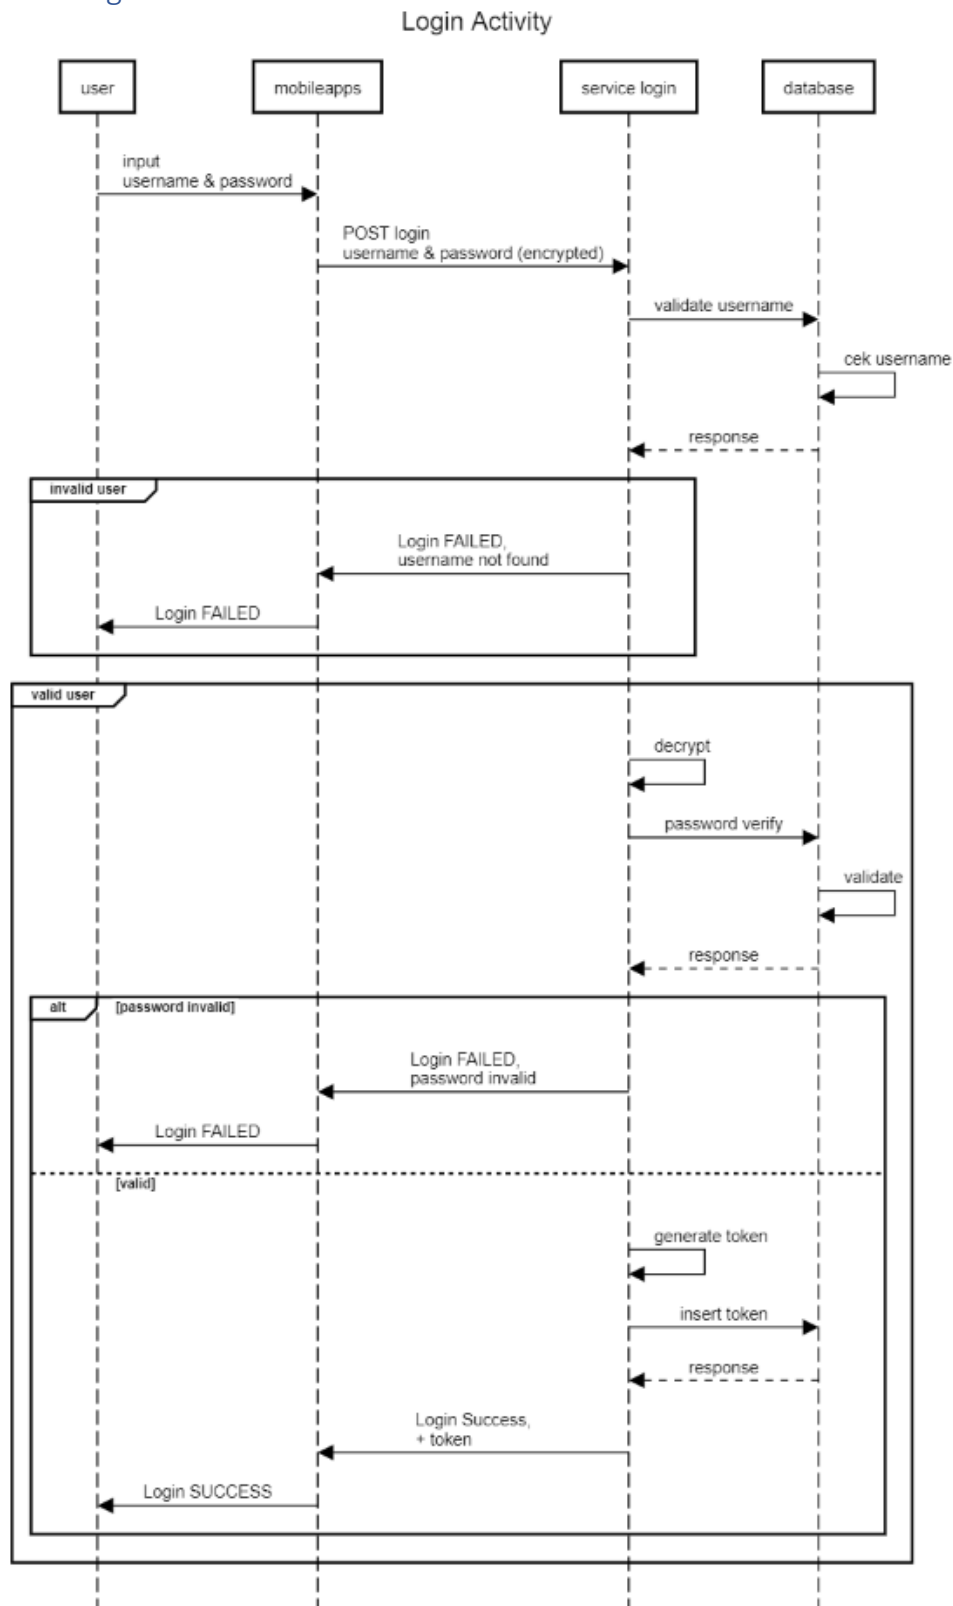 Login Activity
user
mobileapps
service login
database
input
username & password
POST login
username & password (encrypted)
validate username
cek username
response
invalid user
Login FAILED,
username not found
Login FAILED
valid user
decrypt
password verify
validate
response
alt
[password invalid]
Login FAILED,
password invalid
Login FAILED
[valid]
generate token
insert token
response
Login Success,
+ token
Login SUCCESS